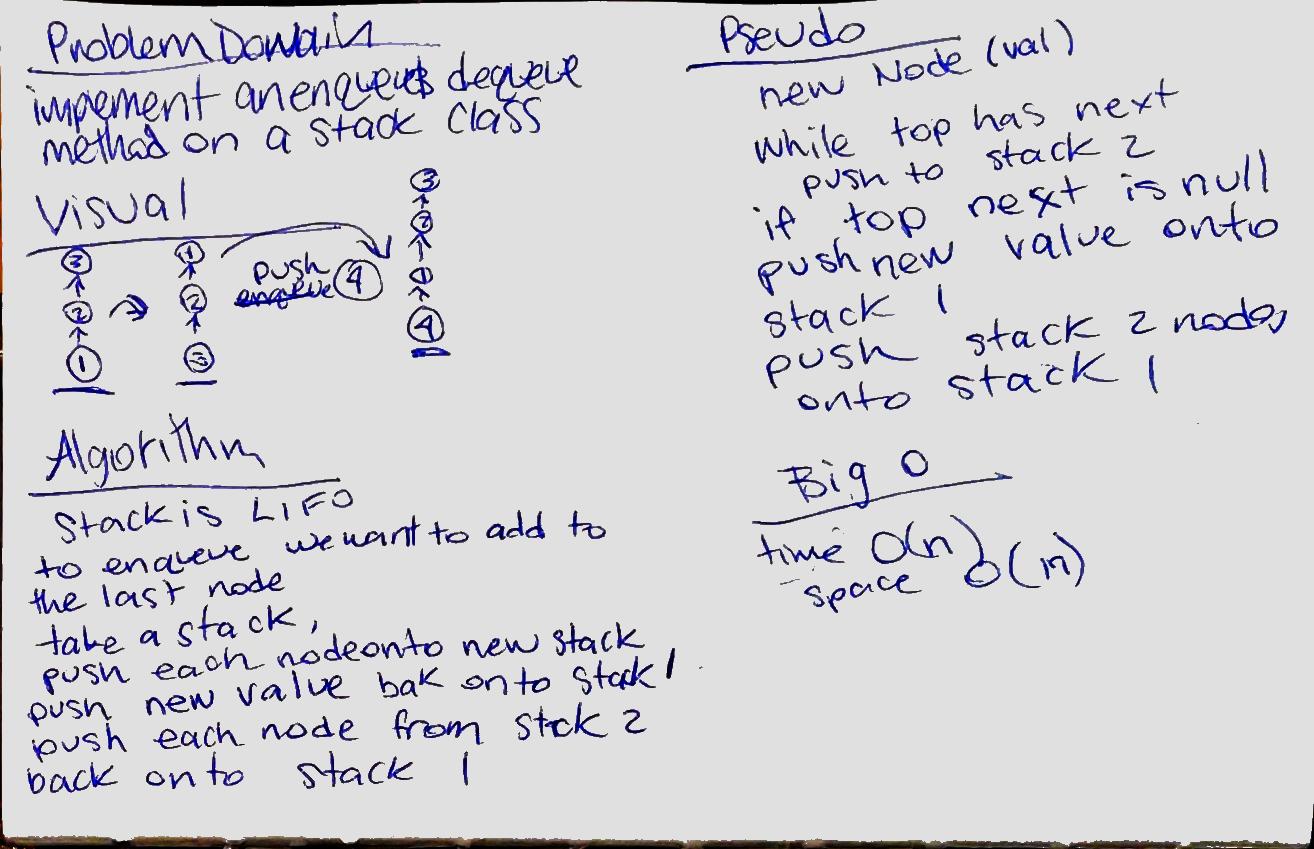 Problem Domain
impement an enqueue & dequeue
method on a stack class
Visual
3
2
1
1
2
3
push
enqueue
4
3
2
1
4
Algorithm
Stack is LIFO
to enqueue we want to add to
the last node
take a stack,
push each node onto new stack
push new value bak onto stack 1
push each node from stck 2
back onto stack 1
Pseudo
new Node (val)
while top has next
push to stack 2
if top next is null
push new value onto
stack 1
push stack 2 nodes
onto stack 1
Big O
time O(n)
space O(n)